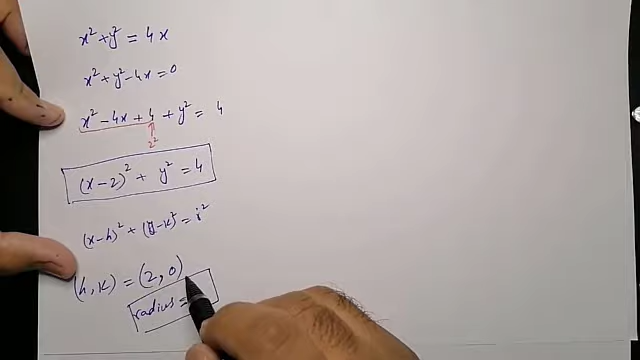 x² + y² = 4x
x² + y² - 4x = 0
x² - 4x + 4 + y² = 4
2²
(x-2)² + y² = 4
(x-h)² + (y-k)² = r²
(h, k) = (2, 0)
radius =